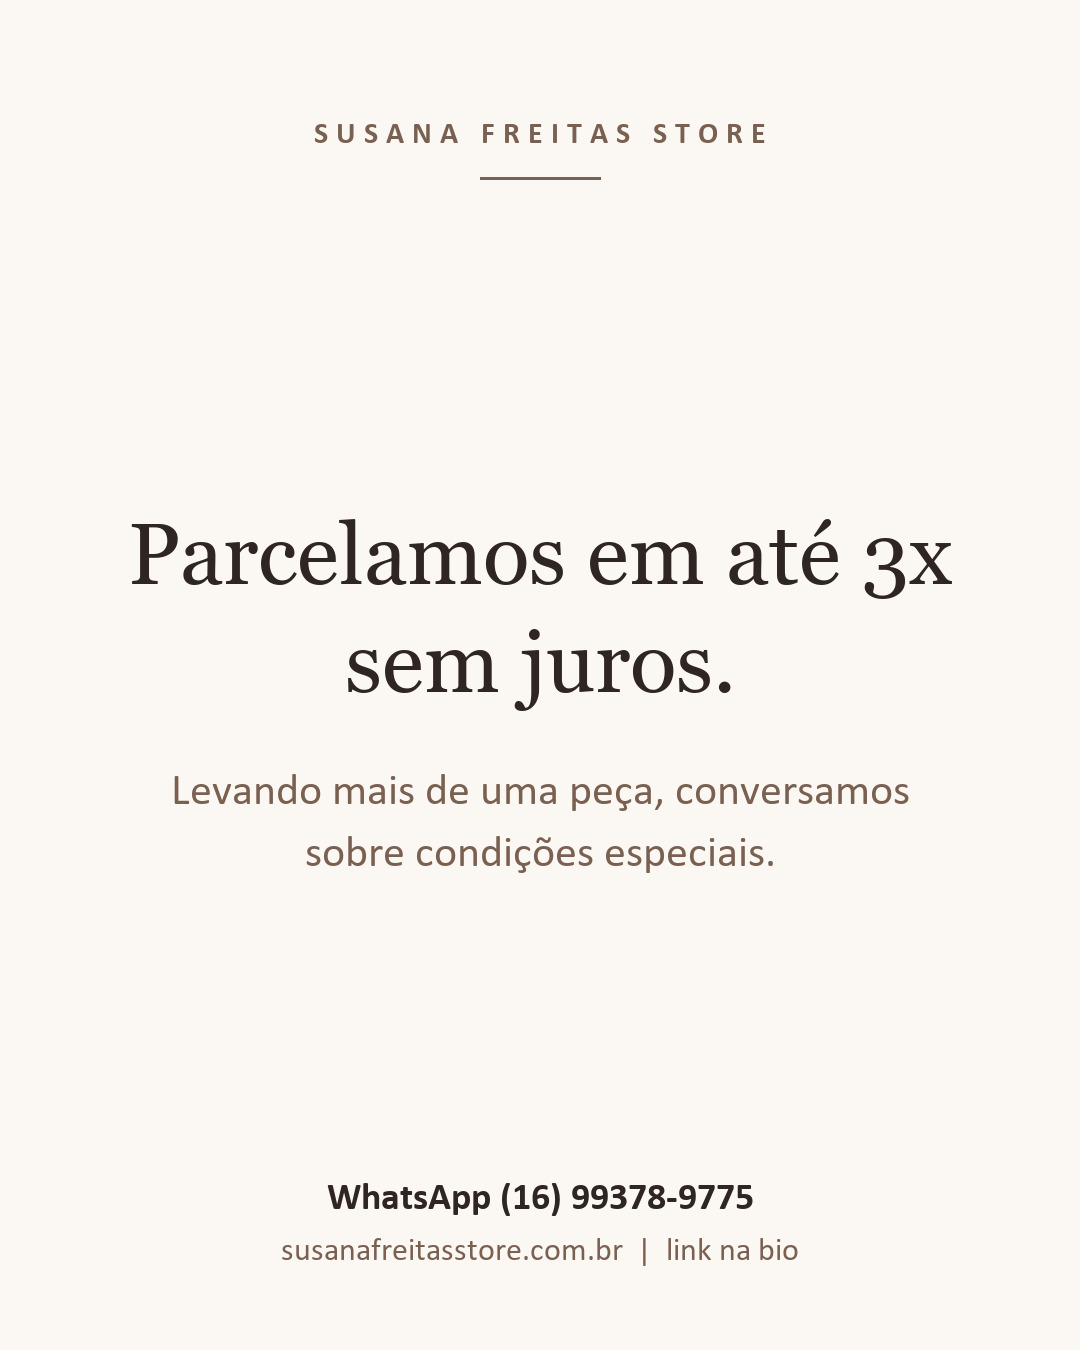 SUSANA FREITAS STORE
Parcelamos em até 3x
sem juros.
Levando mais de uma peça, conversamos
sobre condições especiais.
WhatsApp (16) 99378-9775
susanafreitasstore.com.br | link na bio